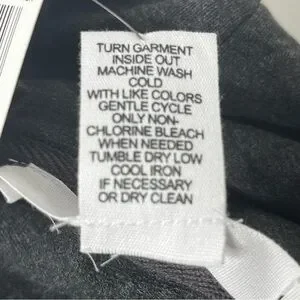 TURN GARMENT
INSIDE OUT
MACHINE WASH
COLD
WITH LIKE COLORS
GENTLE CYCLE
ONLY NON-
CHLORINE BLEACH
WHEN NEEDED
TUMBLE DRY LOW
COOL IRON
IF NECESSARY
OR DRY CLEAN